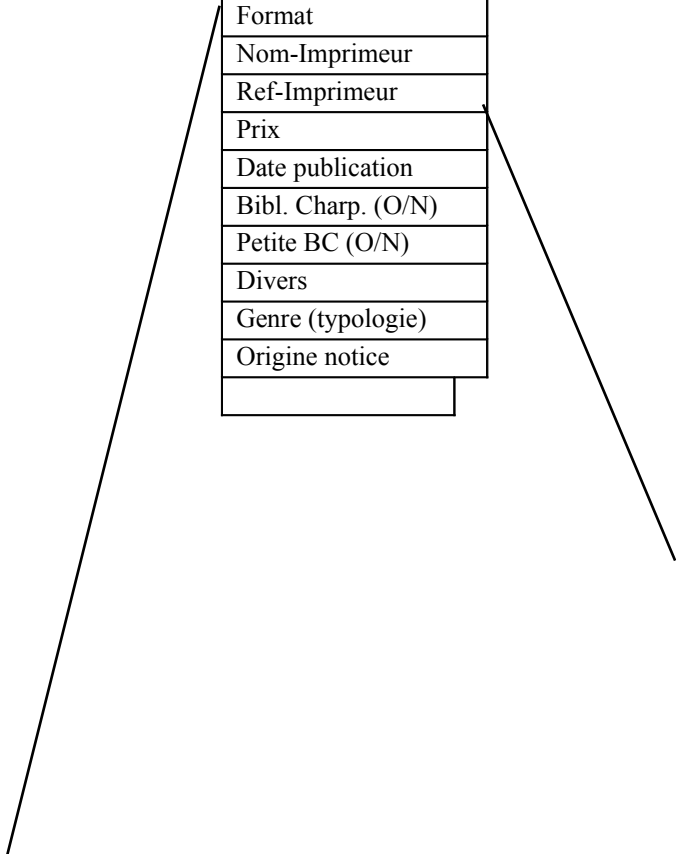 Format
Nom-Imprimeur
Ref-Imprimeur
Prix
Date publication
Bibl. Charp. (O/N)
Petite BC (O/N)
Divers
Genre (typologie)
Origine notice